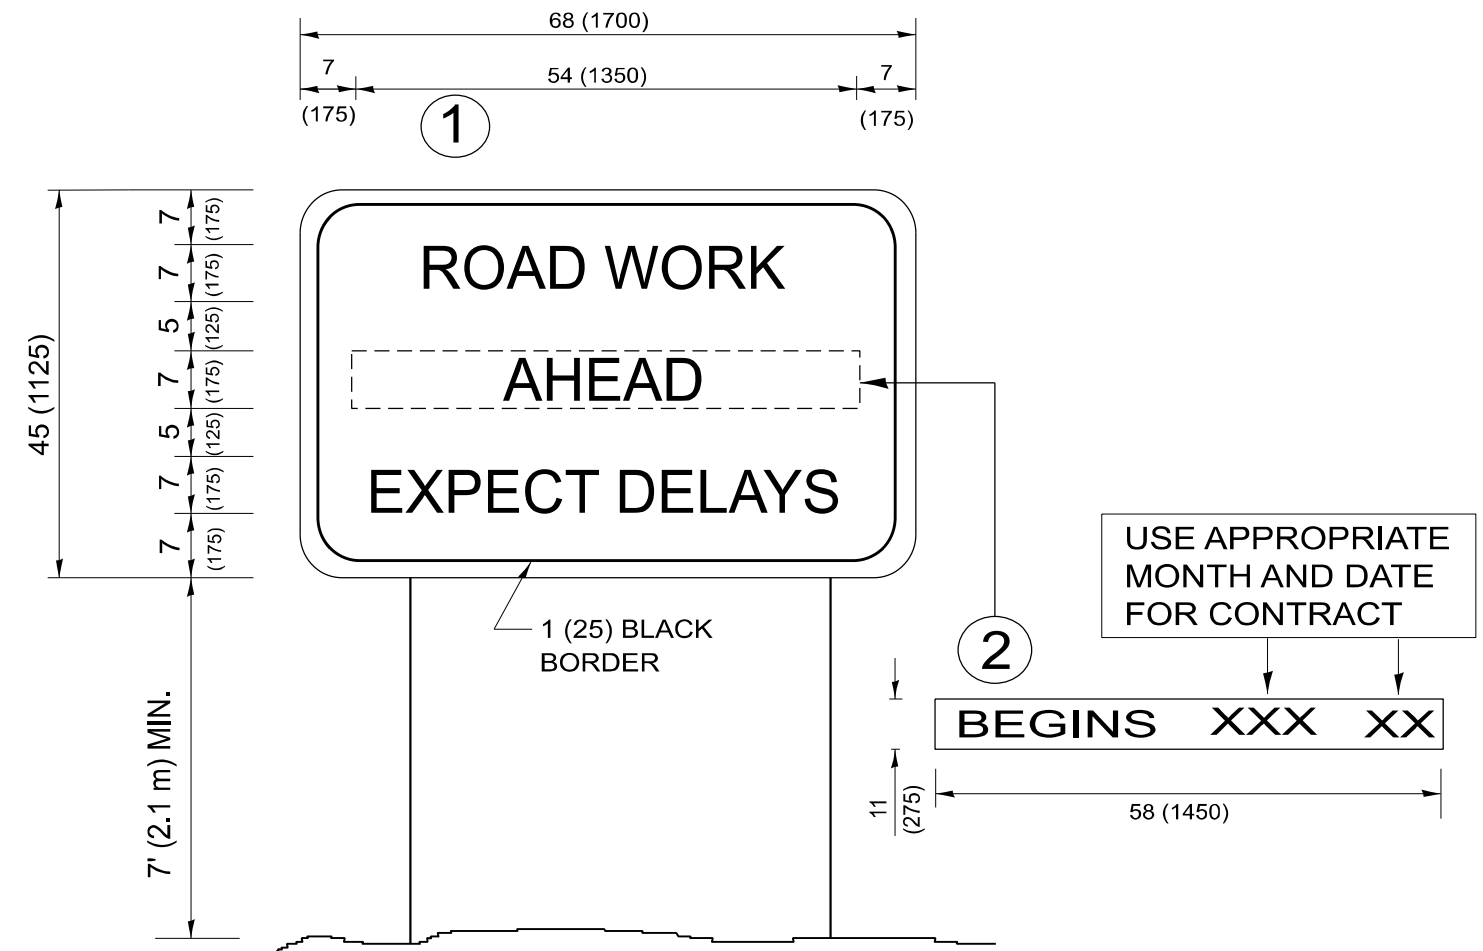 68 (1700)
7
54 (1350)
7
(175)
(175)
1
7 (175)
7 (175)
5 (125)
7 (175)
5 (125)
7 (175)
7 (175)
45 (1125)
ROAD WORK
AHEAD
EXPECT DELAYS
USE APPROPRIATE
MONTH AND DATE
FOR CONTRACT
1 (25) BLACK
BORDER
2
7' (2.1 m) MIN.
BEGINS XXX XX
11
(275)
58 (1450)